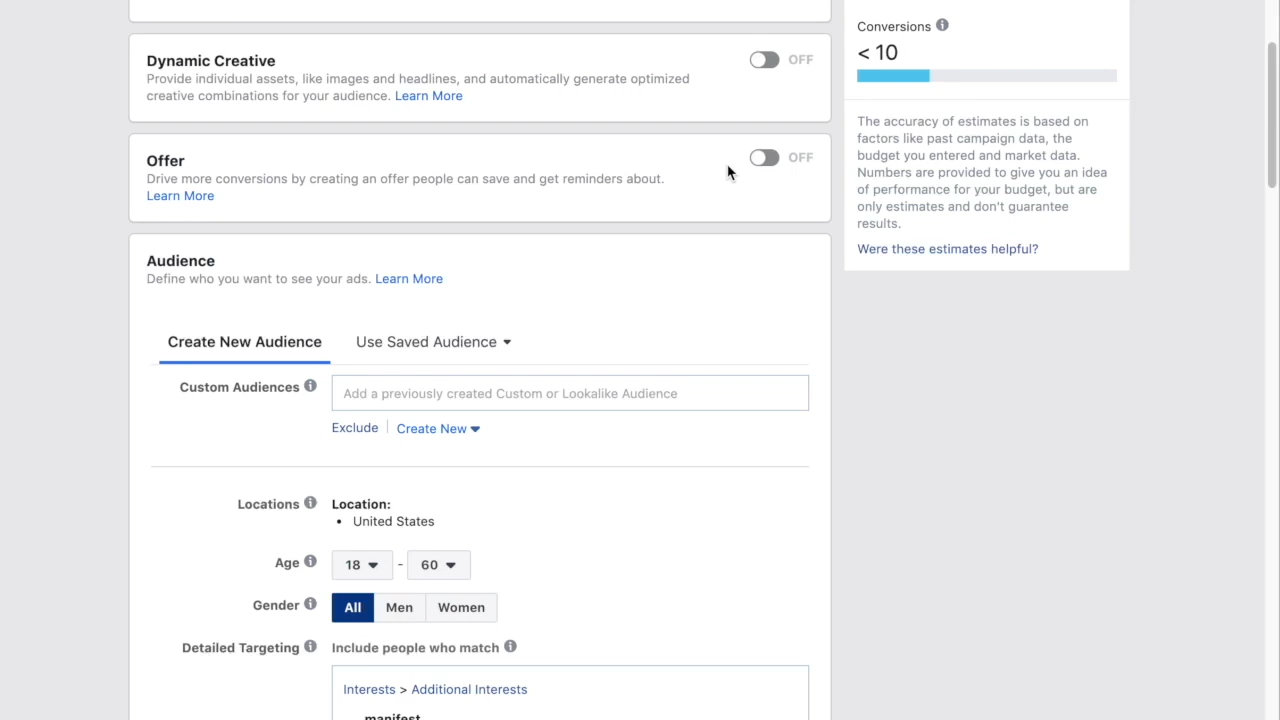 Dynamic Creative
OFF
Provide individual assets, like images and headlines, and automatically generate optimized
creative combinations for your audience. Learn More
Offer
OFF
Drive more conversions by creating an offer people can save and get reminders about.
Learn More
Audience
Define who you want to see your ads. Learn More
Create New Audience
Use Saved Audience
Custom Audiences
Add a previously created Custom or Lookalike Audience
Exclude
Create New
Locations
Location:
• United States
Age
18 - 60
Gender
All Men Women
Detailed Targeting
Include people who match
Interests > Additional Interests
manifest
Conversions
< 10
The accuracy of estimates is based on
factors like past campaign data, the
budget you entered and market data.
Numbers are provided to give you an idea
of performance for your budget, but are
only estimates and don't guarantee
results.
Were these estimates helpful?